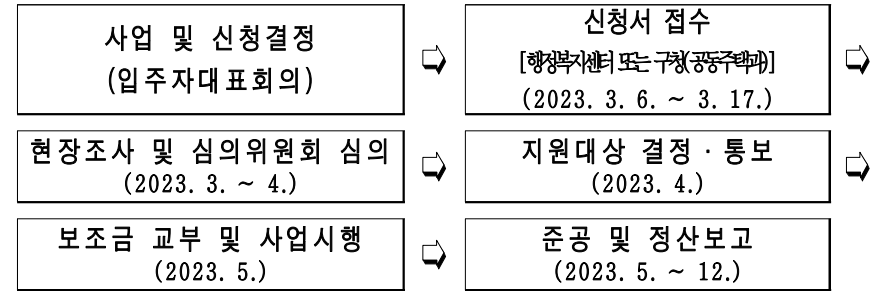 사업 및 신청결정
(입주자대표회의)
신청서 접수
[행정복지센터 또는 구청(공동주택과)]
(2023. 3. 6. ~ 3. 17.)
현장조사 및 심의위원회 심의
(2023. 3. ~ 4.)
지원대상 결정·통보
(2023. 4.)
보조금 교부 및 사업시행
(2023. 5.)
준공 및 정산보고
(2023. 5. ~ 12.)